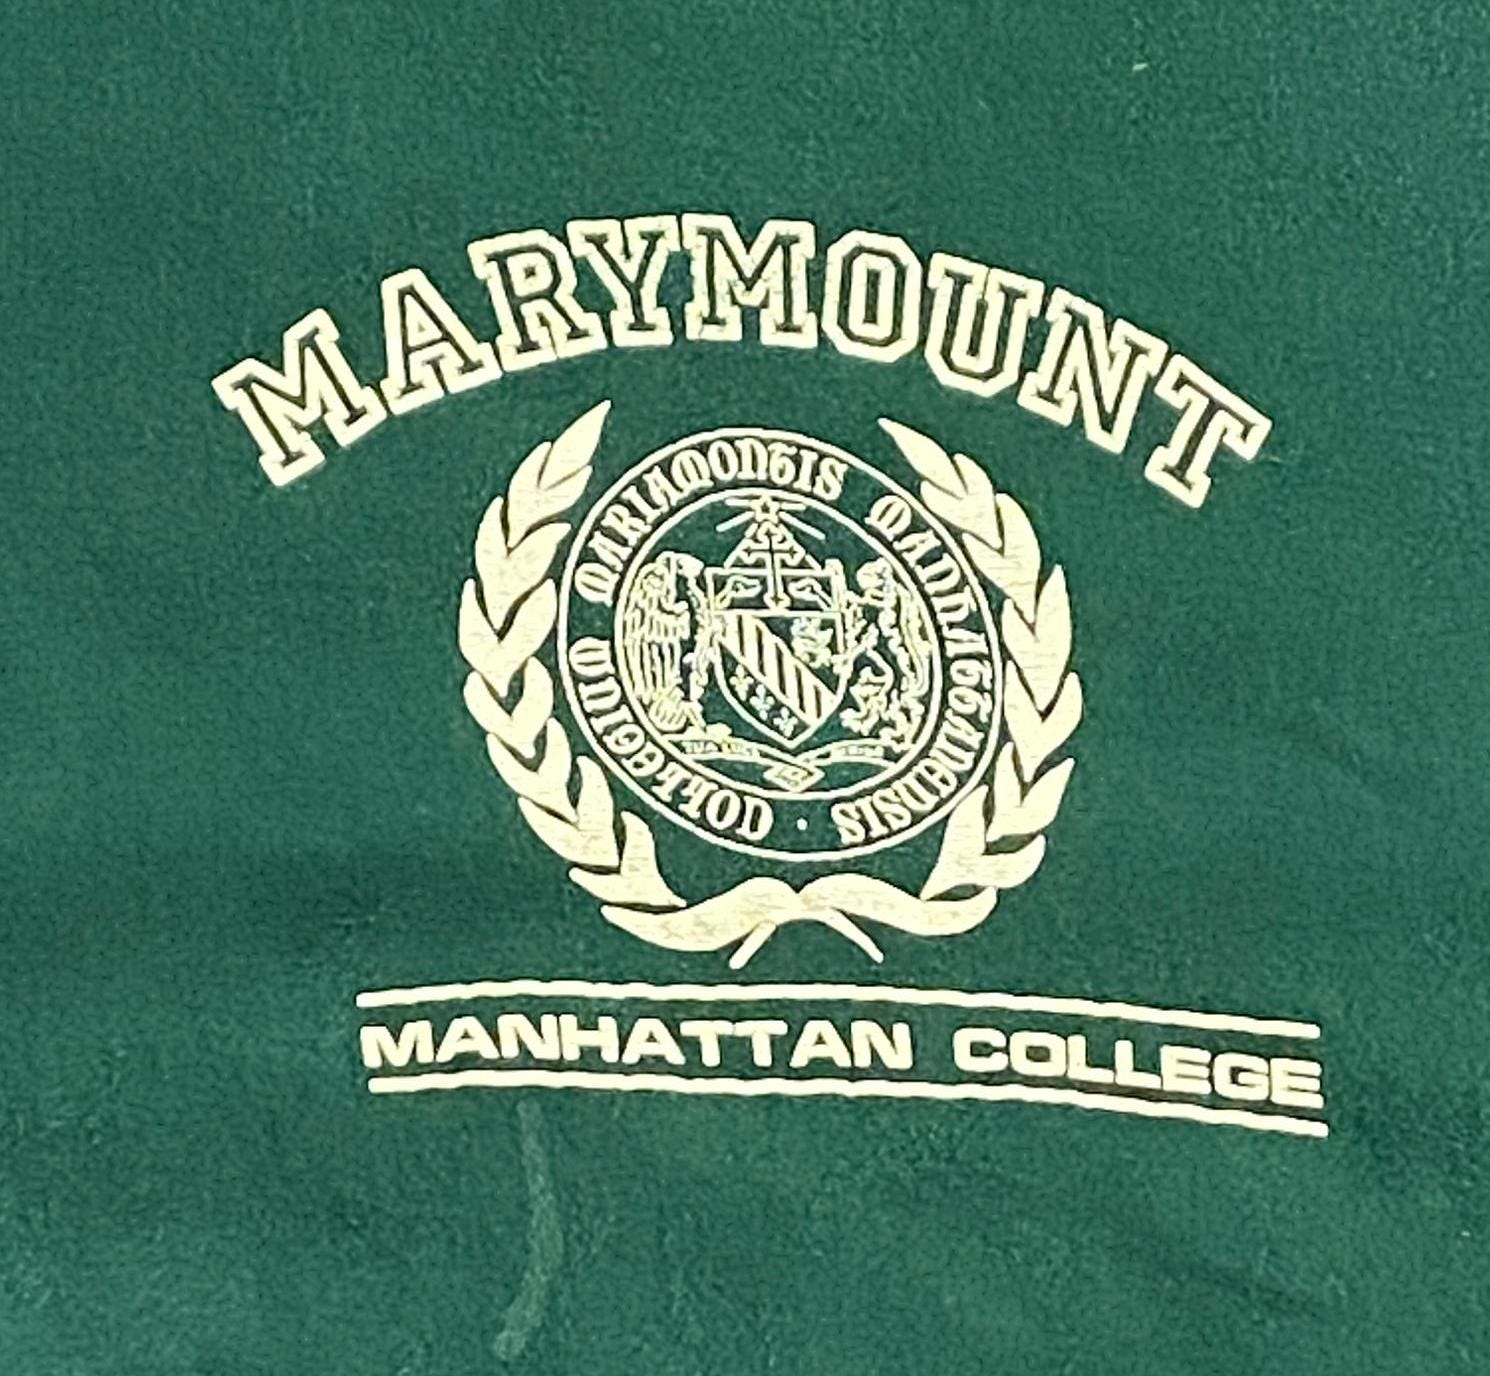 MARYMOUNT
COLLEGIUM MARIAMONTIS MANHATTANENSIS
MANHATTAN COLLEGE